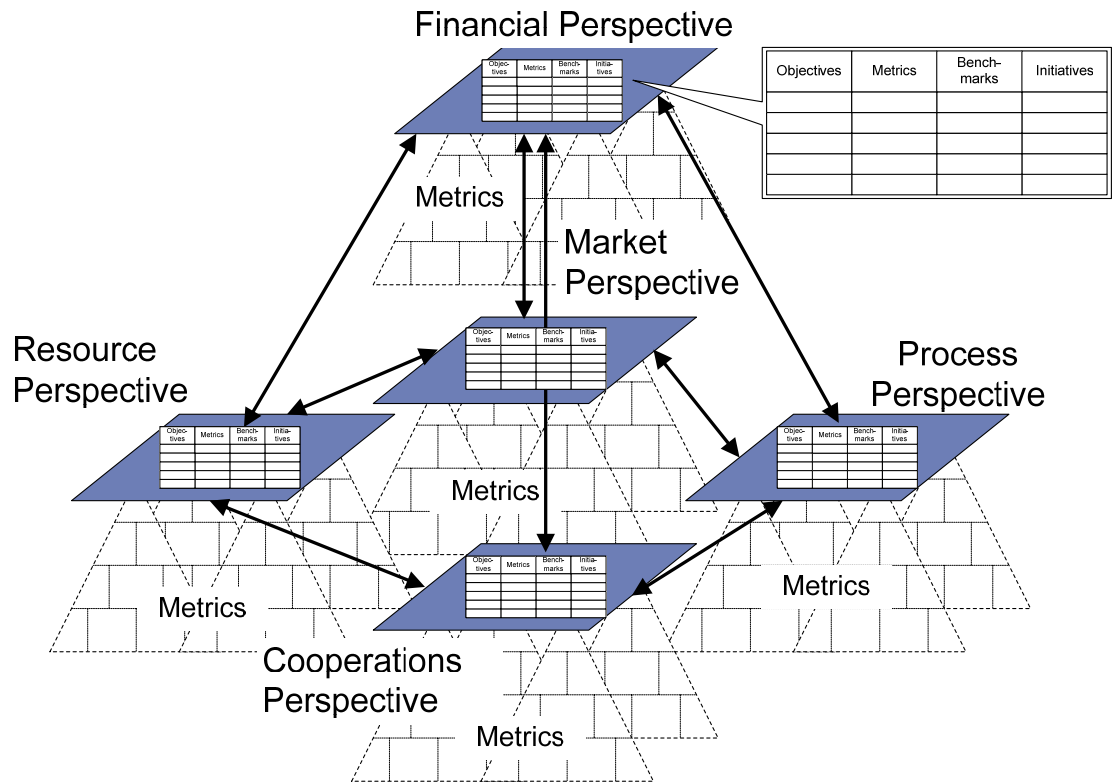 Financial Perspective
Objec-
tives
Metrics
Bench-
marks
Initia-
tives
Objectives
Metrics
Bench-
marks
Initiatives
Metrics
Market
Perspective
Objec-
tives
Metrics
Bench-
marks
Initia-
tives
Resource
Perspective
Process
Perspective
Objec-
tives
Metrics
Bench-
marks
Initia-
tives
Objec-
tives
Metrics
Bench-
marks
Initia-
tives
Metrics
Objec-
tives
Metrics
Bench-
marks
Initia-
tives
Metrics
Metrics
Cooperations
Perspective
Metrics